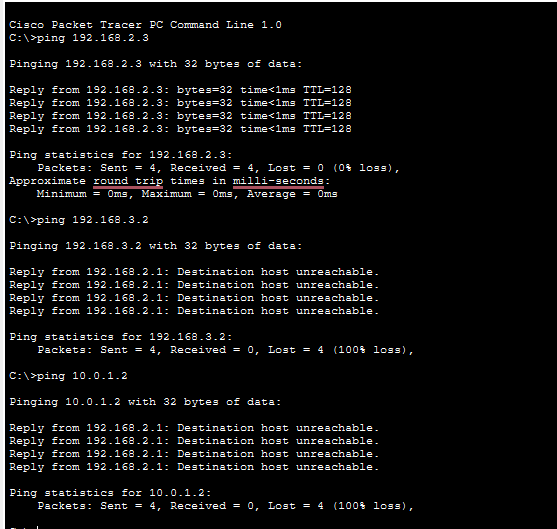 Cisco Packet Tracer PC Command Line 1.0
C:\>ping 192.168.2.3
Pinging 192.168.2.3 with 32 bytes of data:
Reply from 192.168.2.3: bytes=32 time<1ms TTL=128
Reply from 192.168.2.3: bytes=32 time<1ms TTL=128
Reply from 192.168.2.3: bytes=32 time<1ms TTL=128
Reply from 192.168.2.3: bytes=32 time<1ms TTL=128
Ping statistics for 192.168.2.3:
Packets: Sent = 4, Received = 4, Lost = 0 (0% loss),
Approximate round trip times in milli-seconds:
Minimum = 0ms, Maximum = 0ms, Average = 0ms
C:\>ping 192.168.3.2
Pinging 192.168.3.2 with 32 bytes of data:
Reply from 192.168.2.1: Destination host unreachable.
Reply from 192.168.2.1: Destination host unreachable.
Reply from 192.168.2.1: Destination host unreachable.
Reply from 192.168.2.1: Destination host unreachable.
Ping statistics for 192.168.3.2:
Packets: Sent = 4, Received = 0, Lost = 4 (100% loss),
C:\>ping 10.0.1.2
Pinging 10.0.1.2 with 32 bytes of data:
Reply from 192.168.2.1: Destination host unreachable.
Reply from 192.168.2.1: Destination host unreachable.
Reply from 192.168.2.1: Destination host unreachable.
Reply from 192.168.2.1: Destination host unreachable.
Ping statistics for 10.0.1.2:
Packets: Sent = 4, Received = 0, Lost = 4 (100% loss),